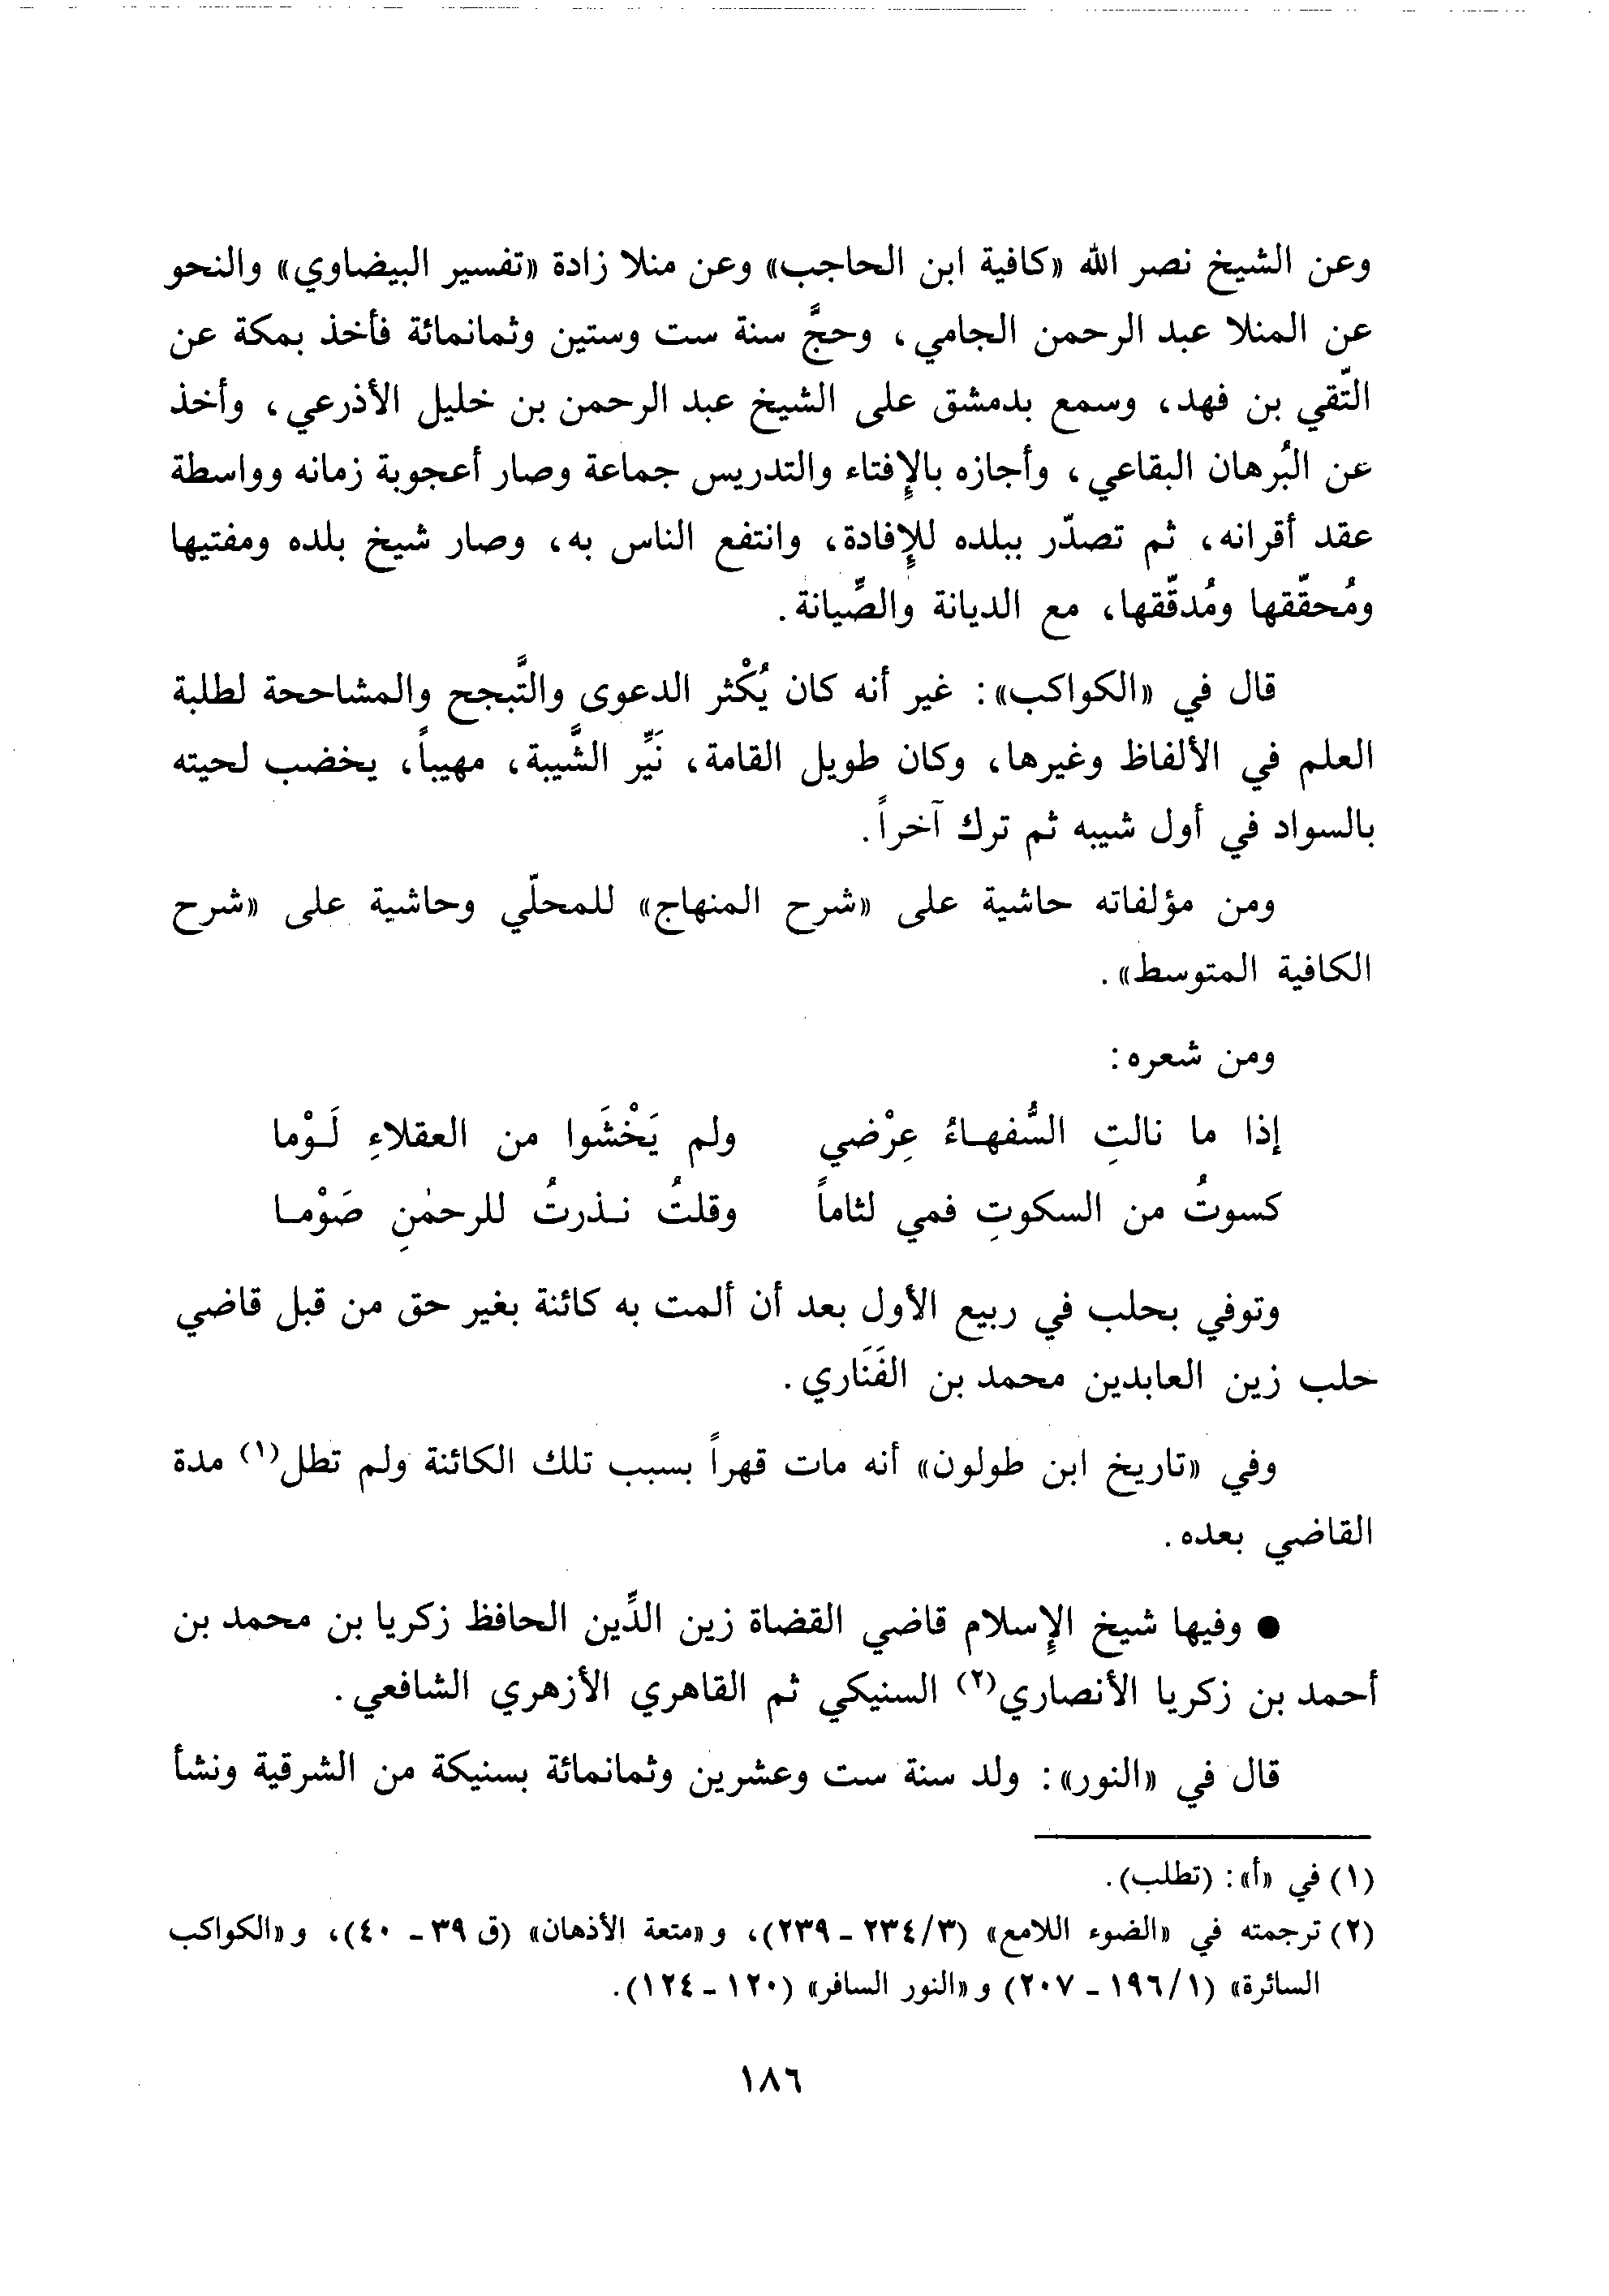 وعن الشيخ نصر الله «كافية ابن الحاجب» وعن منلا زادة «تفسير البيضاوي» والنحو
عن المنلا عبد الرحمن الجامي، وحجَّ سنة ست وستين وثمانمائة فأخذ بمكة عن
التّقي بن فهد، وسمع بدمشق على الشيخ عبد الرحمن بن خليل الأذرعي، وأخذ
عن البُرهان البقاعي، وأجازه بالإفتاء والتدريس جماعة وصار أعجوبة زمانه وواسطة
عقد أقرانه، ثم تصدّر ببلده للإفادة، وانتفع الناس به، وصار شيخ بلده ومفتيها
ومُحقّقها ومُدقّقها، مع الديانة والصِّيانة.
قال في «الكواكب»: غير أنه كان يُكْثر الدعوى والتَّبجح والمشاححة لطلبة
العلم في الألفاظ وغيرها، وكان طويل القامة، نَيِّر الشَّيبة، مهيباً، يخضب لحيته
بالسواد في أول شيبه ثم ترك آخراً.
ومن مؤلفاته حاشية على «شرح المنهاج» للمحلّي وحاشية على «شرح
الكافية المتوسط».
ومن شعره:
إذا ما نالتِ السُّفهـاءُ عِرْضي ولم يَخْشَوا من العقلاءِ لَـوْما
كسوتُ من السكوتِ فمي لثاماً وقلتُ نـذرتُ للرحمٰنِ صَوْمـا
وتوفي بحلب في ربيع الأول بعد أن ألمت به كائنة بغير حق من قبل قاضي
حلب زين العابدين محمد بن الفَنَاري.
وفي «تاريخ ابن طولون» أنه مات قهراً بسبب تلك الكائنة ولم تطل(١) مدة
القاضي بعده.
● وفيها شيخ الإسلام قاضي القضاة زين الدِّين الحافظ زكريا بن محمد بن
أحمد بن زكريا الأنصاري(٢) السنيكي ثم القاهري الأزهري الشافعي.
قال في «النور»: ولد سنة ست وعشرين وثمانمائة بسنيكة من الشرقية ونشأ
(١) في «أ»: (تطلب).
(٢) ترجمته في «الضوء اللامع» (٣/٢٣٤ - ٢٣٩)، و«متعة الأذهان» (ق ٣٩ - ٤٠)، و«الكواكب
السائرة» (١/١٩٦ - ٢٠٧) و«النور السافر» (١٢٠ - ١٢٤).
١٨٦